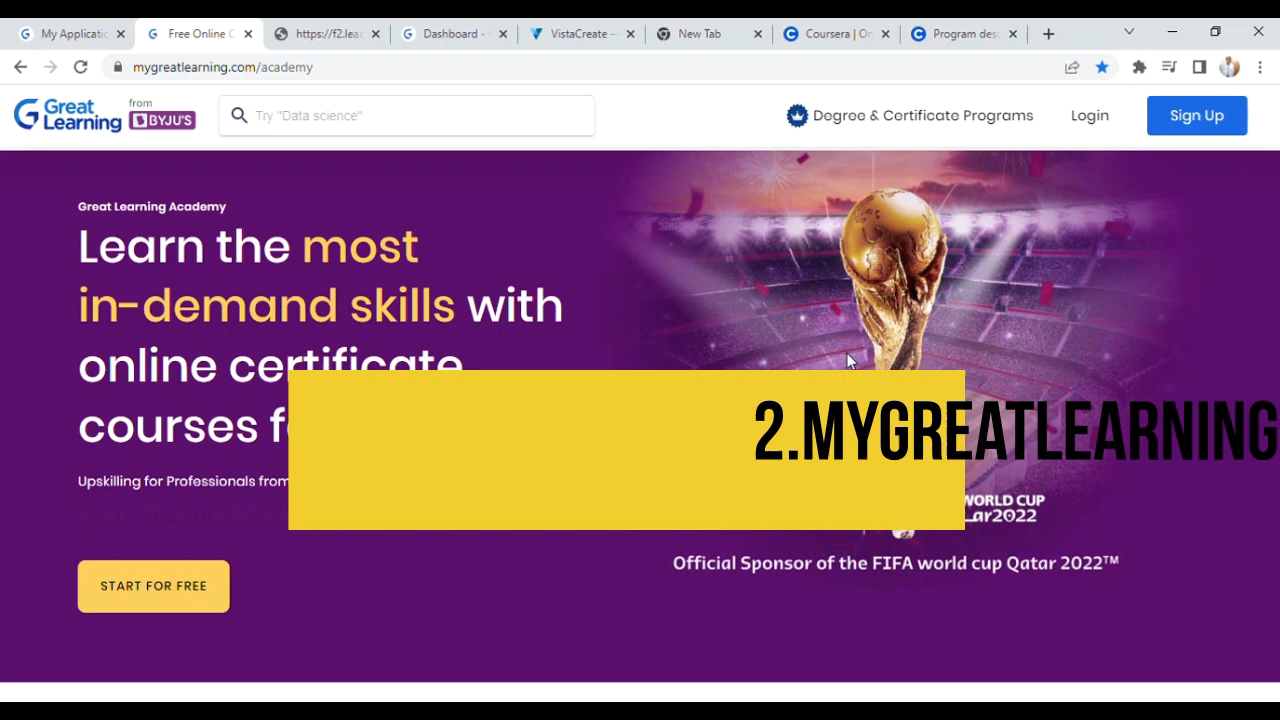 My Applicatic
Free Online C
https://f2.leac
Dashboard -
VistaCreate –
New Tab
Coursera | On
Program desc
mygreatlearning.com/academy
Great Learning
from
BYJU'S
Try "Data science"
Degree & Certificate Programs
Login
Sign Up
Great Learning Academy
Learn the most
in-demand skills with
online certificate
courses f
Upskilling for Professionals from
2.MYGREATLEARNING
WORLD CUP
ar2022
Official Sponsor of the FIFA world cup Qatar 2022™
START FOR FREE